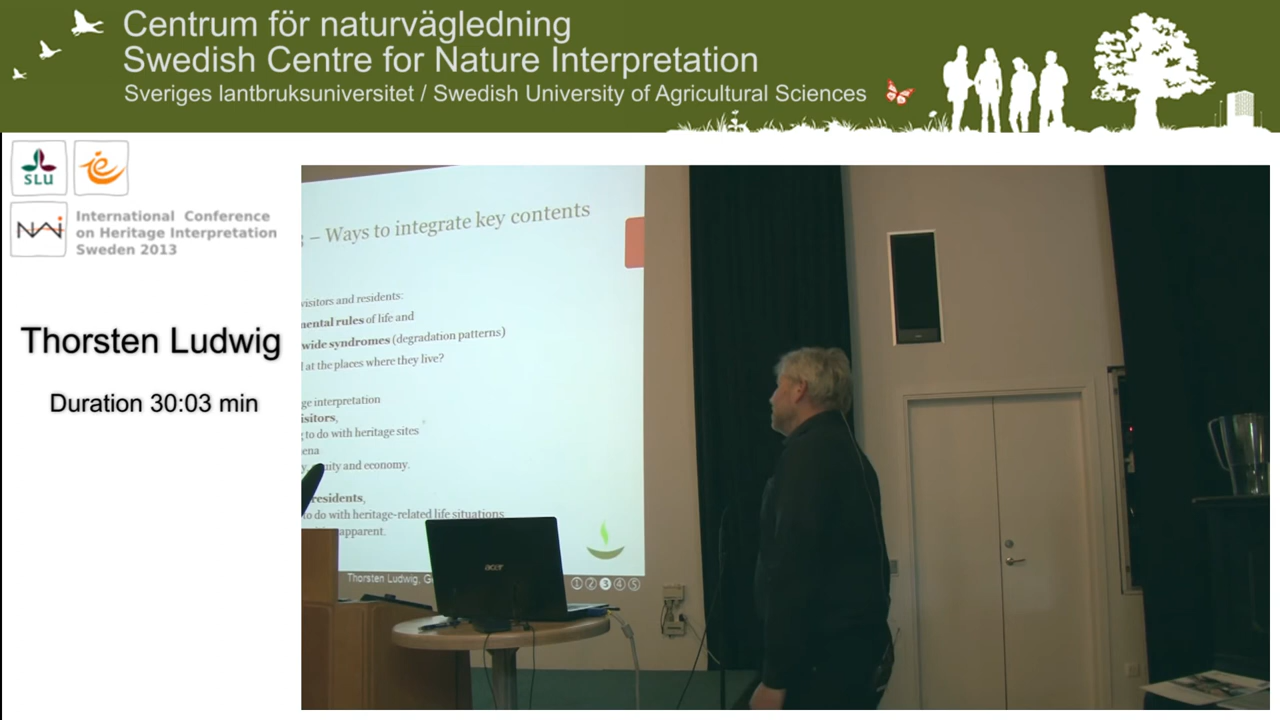 Centrum för naturvägledning
Swedish Centre for Nature Interpretation
Sveriges lantbruksuniversitet / Swedish University of Agricultural Sciences
SLU
ie
NAI
International Conference
on Heritage Interpretation
Sweden 2013
Thorsten Ludwig
Duration 30:03 min
– Ways to integrate key contents
visitors and residents:
mental rules of life and
wide syndromes (degradation patterns)
at the places where they live?
ge interpretation
isitors,
to do with heritage sites
ena
uity and economy.
residents,
to do with heritage-related life situations
apparent.
Thorsten Ludwig, G
1 2 3 4 5
acer